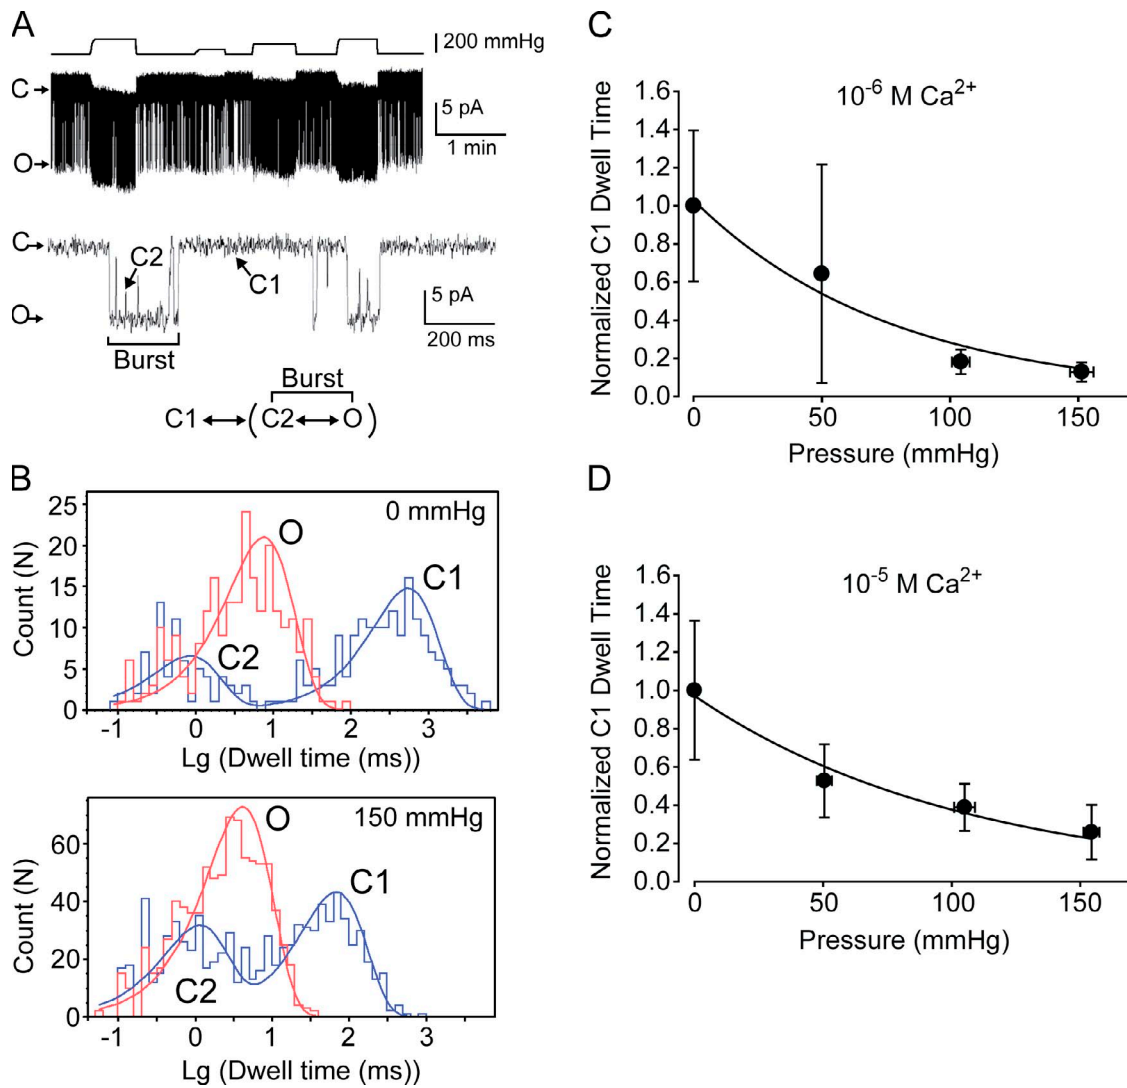 A
200 mmHg
C
5 pA
1 min
O
C
C2
C1
O
5 pA
200 ms
Burst
Burst
C1 ↔ (C2 ↔ O)
B
25
20
15
10
5
0
Count (N)
0 mmHg
O
C1
C2
-1 0 1 2 3
Lg (Dwell time (ms))
60
40
20
0
Count (N)
150 mmHg
O
C1
C2
-1 0 1 2 3
Lg (Dwell time (ms))
C
10⁻⁶ M Ca²⁺
Normalized C1 Dwell Time
1.6
1.4
1.2
1.0
0.8
0.6
0.4
0.2
0.0
0 50 100 150
Pressure (mmHg)
D
10⁻⁵ M Ca²⁺
Normalized C1 Dwell Time
1.6
1.4
1.2
1.0
0.8
0.6
0.4
0.2
0.0
0 50 100 150
Pressure (mmHg)